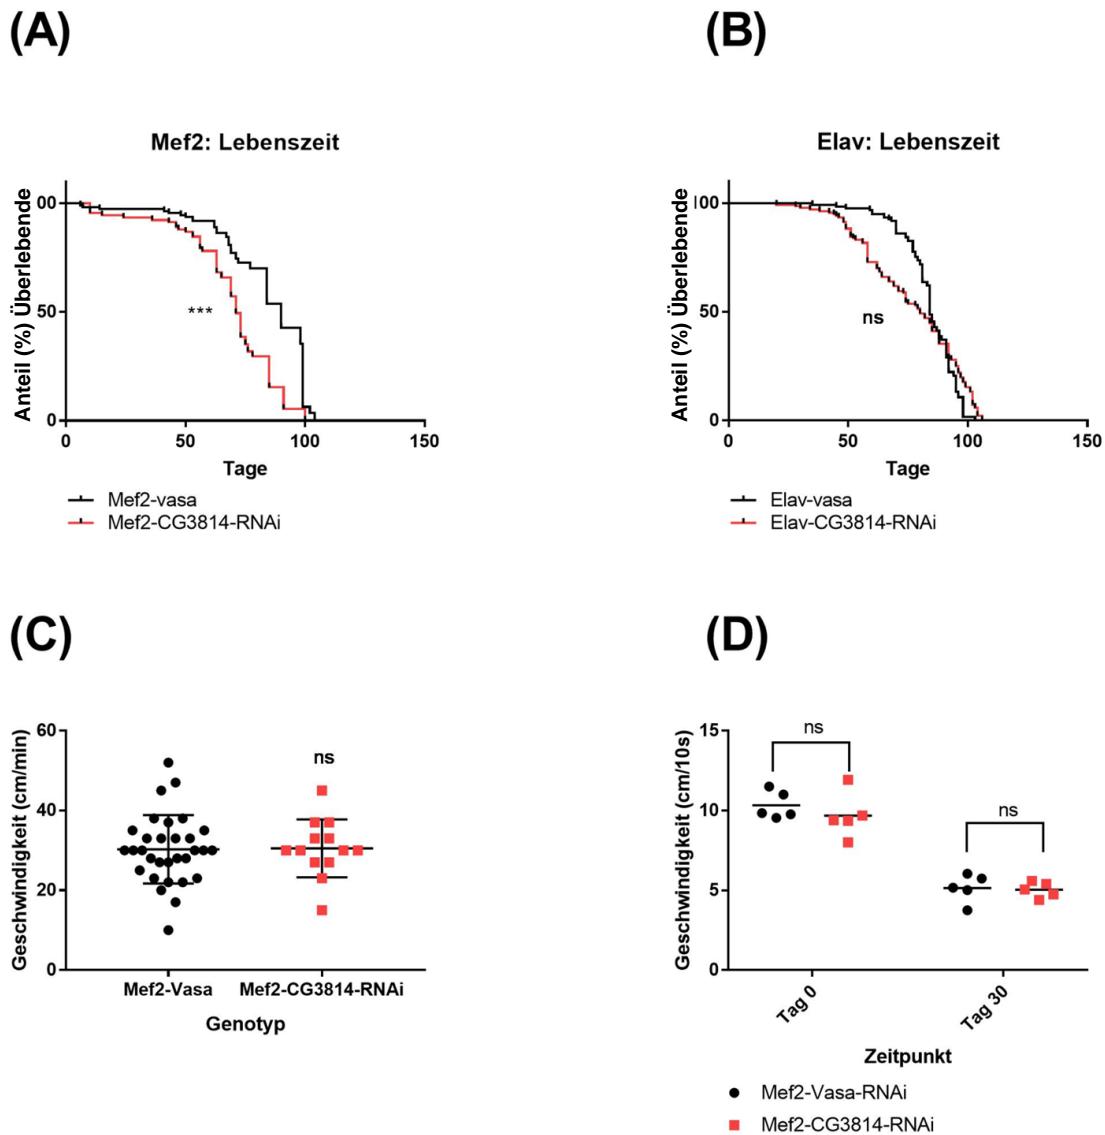 (A)
Mef2: Lebenszeit
Anteil (%) Überlebende
00
50
0
0 50 100 150
***
Tage
Mef2-vasa
Mef2-CG3814-RNAi
(B)
Elav: Lebenszeit
Anteil (%) Überlebende
100
50
0
0 50 100 150
ns
Tage
Elav-vasa
Elav-CG3814-RNAi
(C)
Geschwindigkeit (cm/min)
60
40
20
0
ns
Mef2-Vasa Mef2-CG3814-RNAi
Genotyp
(D)
Geschwindigkeit (cm/10s)
15
10
5
0
ns
ns
Tag 0
Tag 30
Zeitpunkt
Mef2-Vasa-RNAi
Mef2-CG3814-RNAi